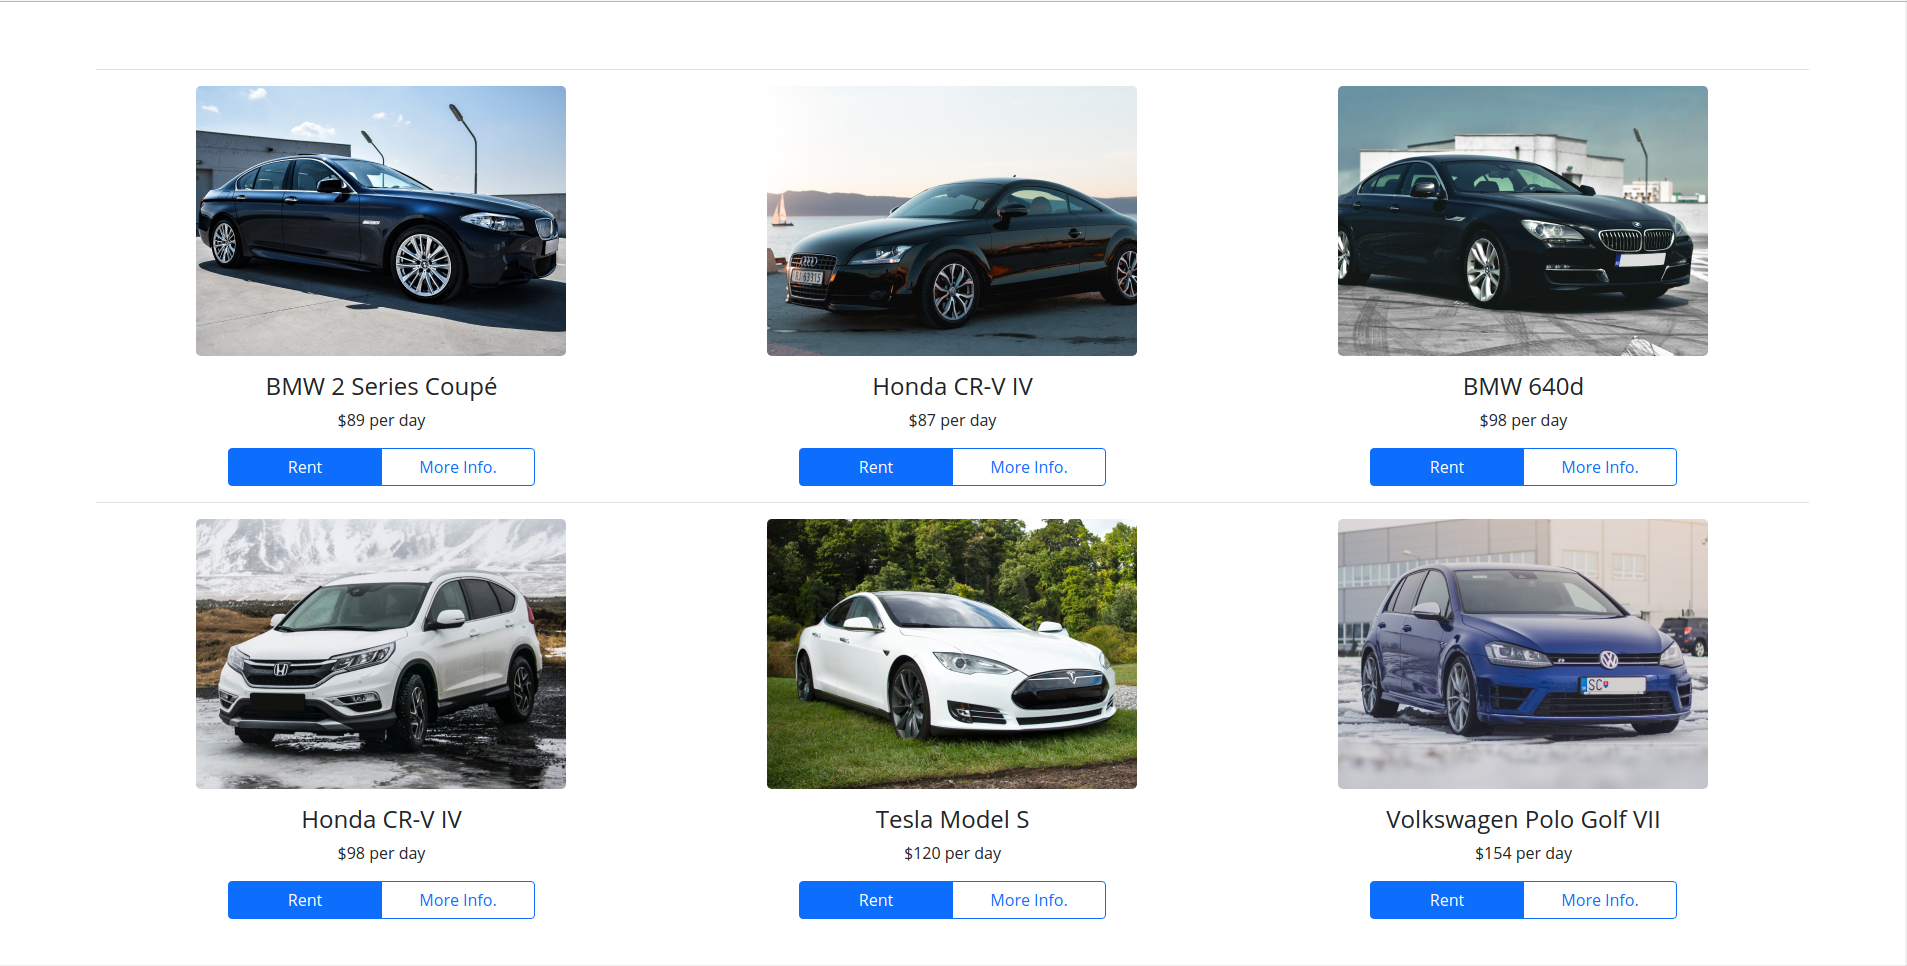 BMW 2 Series Coupé
$89 per day
Rent More Info.
Honda CR-V IV
$87 per day
Rent More Info.
BMW 640d
$98 per day
Rent More Info.
Honda CR-V IV
$98 per day
Rent More Info.
Tesla Model S
$120 per day
Rent More Info.
Volkswagen Polo Golf VII
$154 per day
Rent More Info.
SC